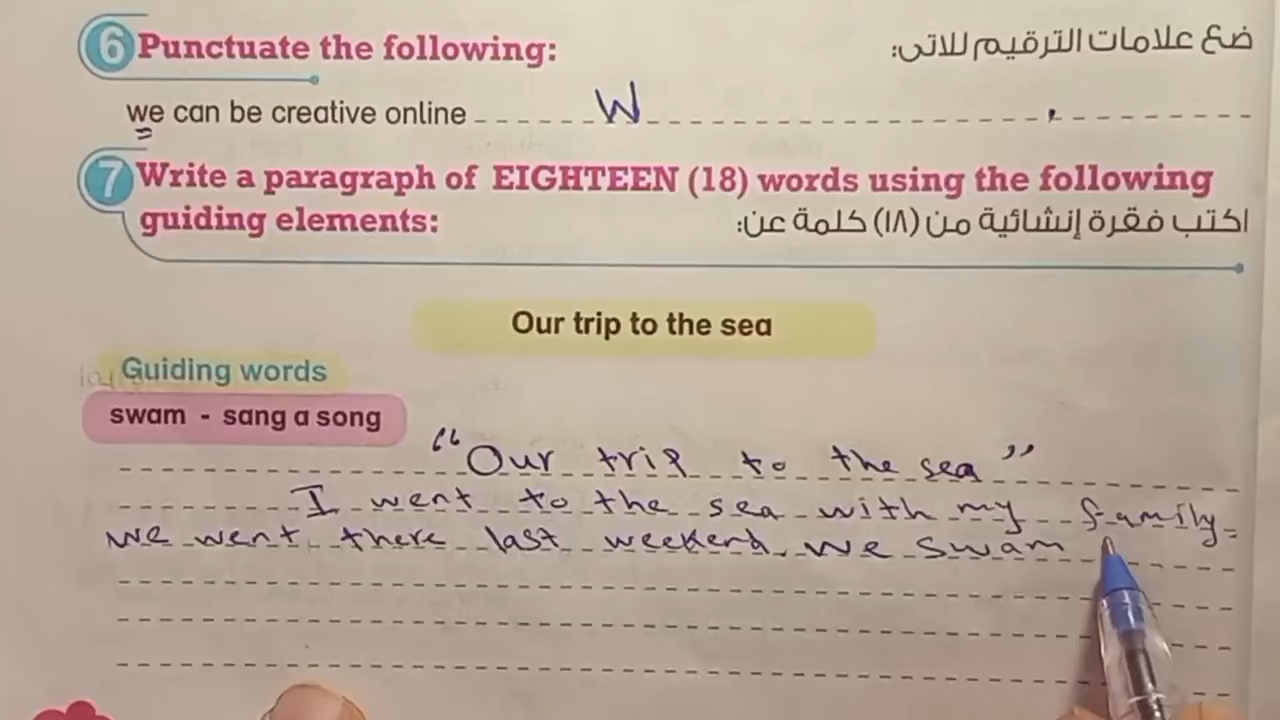 6 Punctuate the following: ضع علامات الترقيم للاتى:
we can be creative online W .
7 Write a paragraph of EIGHTEEN (18) words using the following
guiding elements: اكتب فقرة إنشائية من (١٨) كلمة عن:
Our trip to the sea
Guiding words
swam - sang a song
"Our trip to the sea"
I went to the sea with my family.
we went there last weekend. we swam